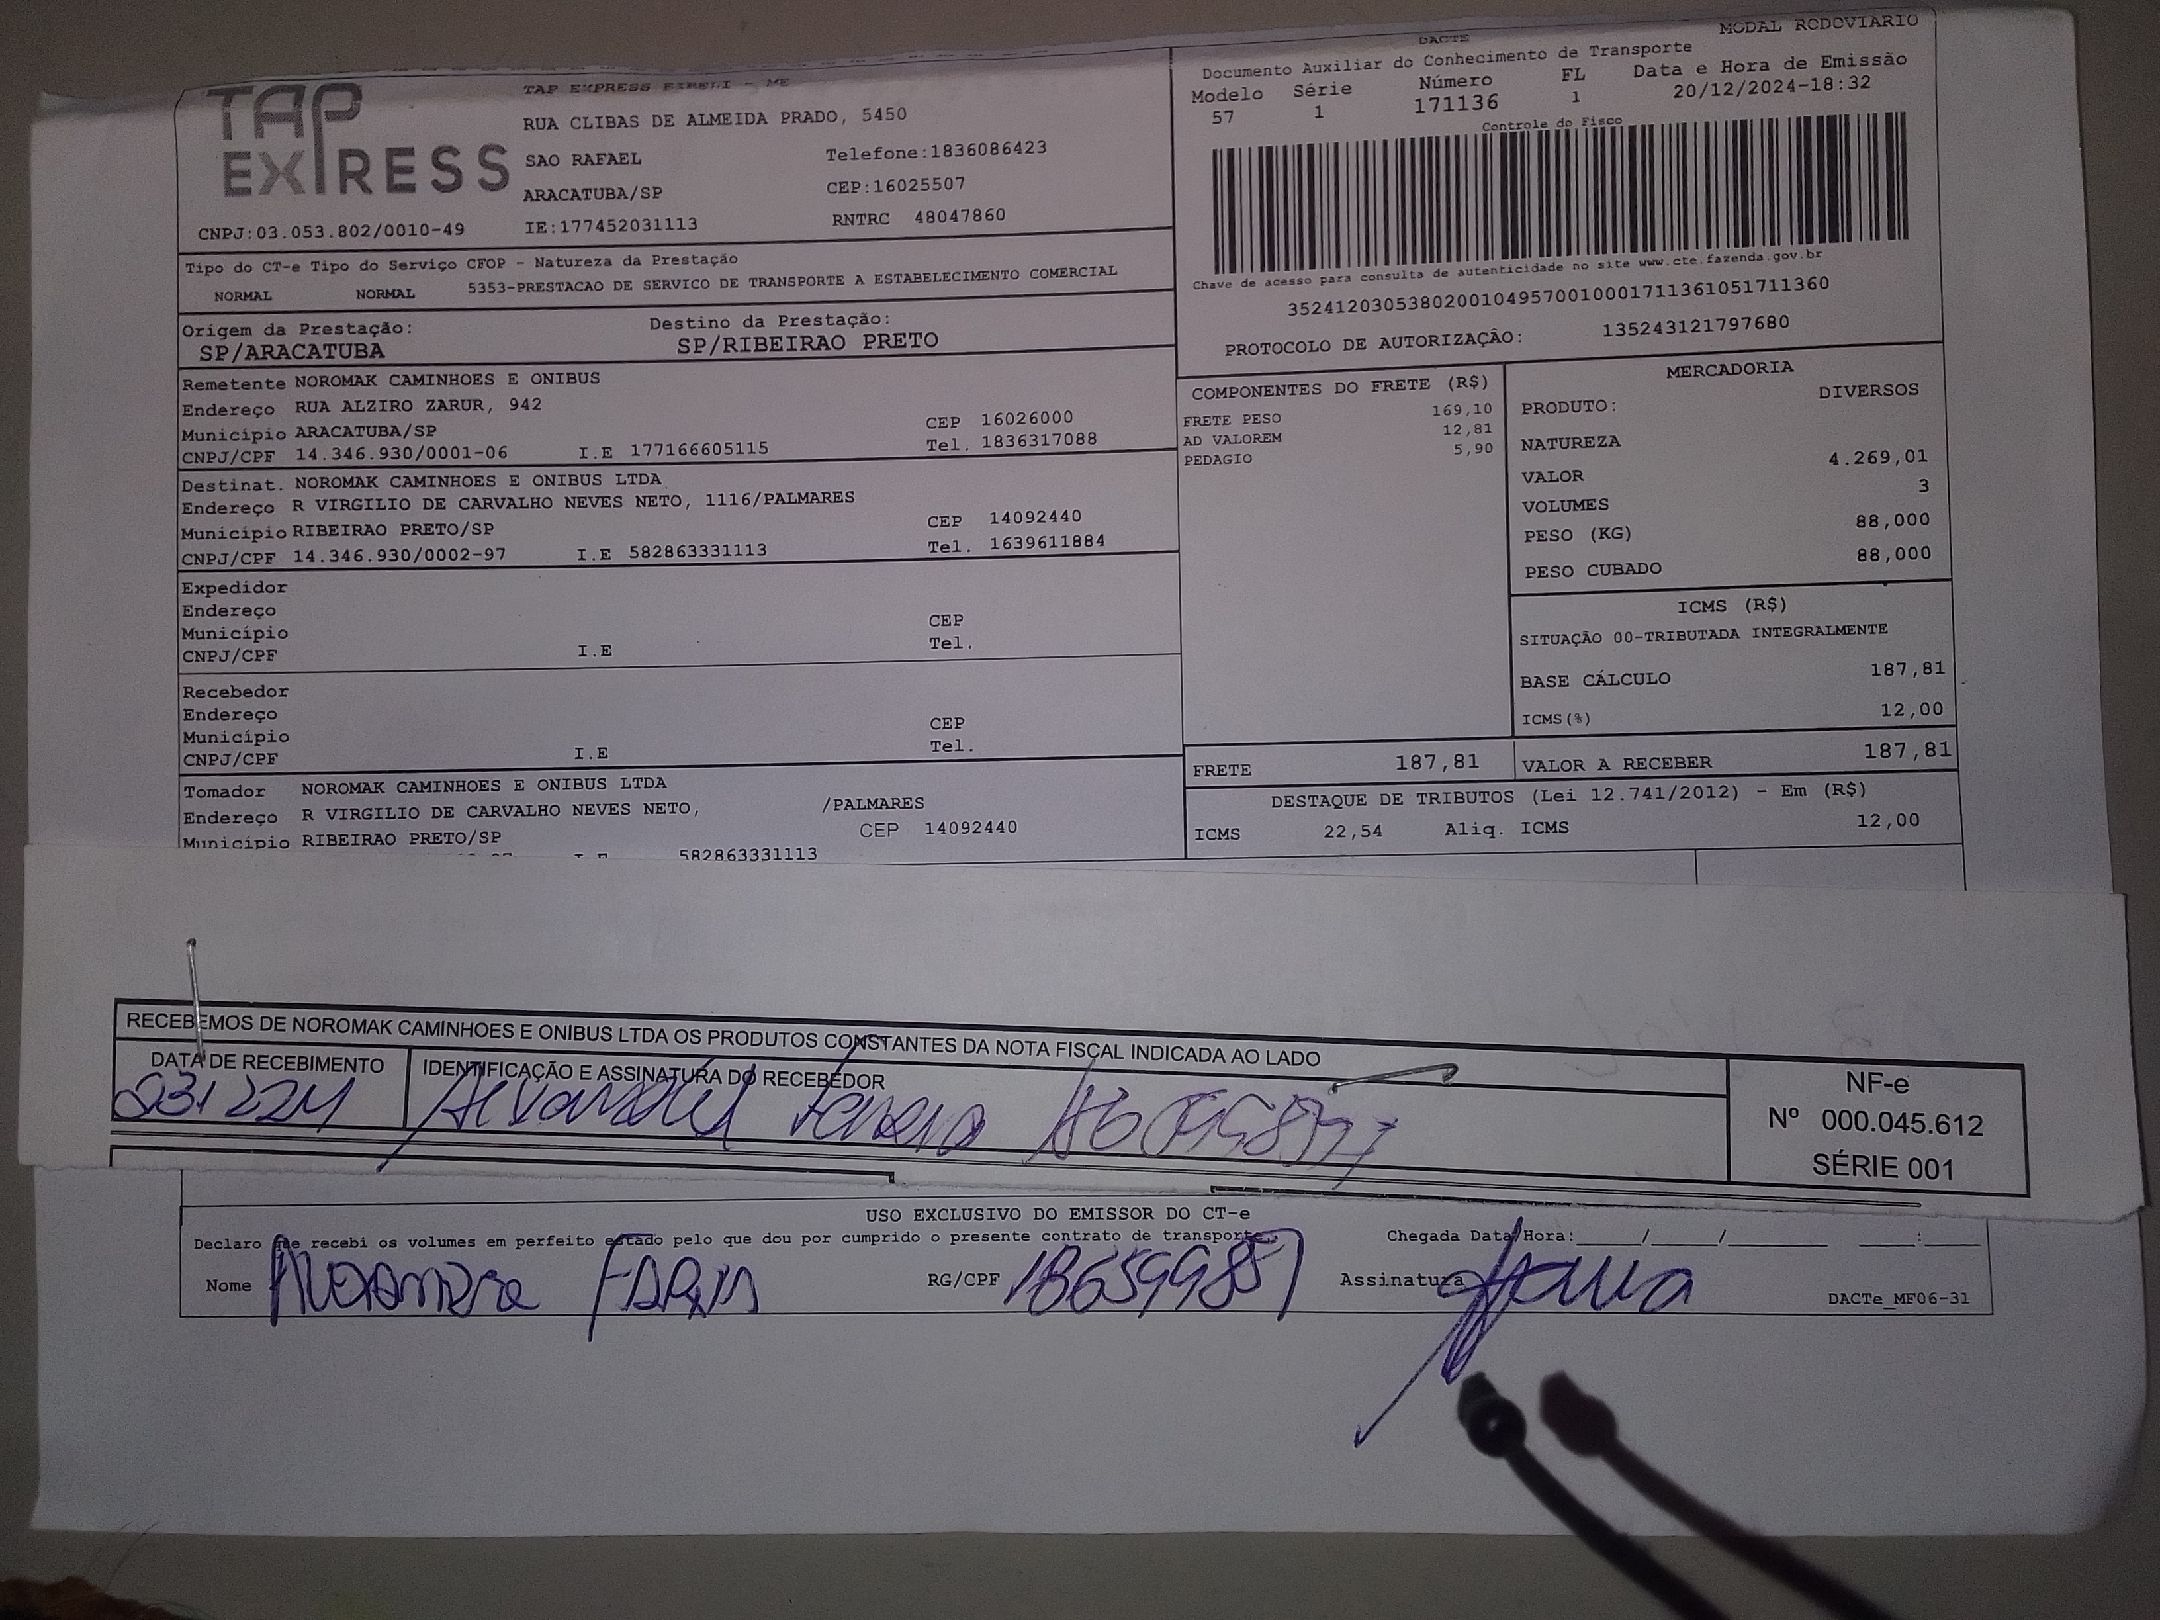 TAP EXPRESS
TAP EXPRESS EIRELI - ME
RUA CLIBAS DE ALMEIDA PRADO, 5450
SAO RAFAEL Telefone:1836086423
ARACATUBA/SP CEP:16025507
CNPJ:03.053.802/0010-49 IE:177452031113 RNTRC 48047860
DACTE MODAL RODOVIARIO
Documento Auxiliar do Conhecimento de Transporte
Modelo Série Número FL Data e Hora de Emissão
57 1 171136 1 20/12/2024-18:32
Controle do Fisco
Chave de acesso para consulta de autenticidade no site www.cte.fazenda.gov.br
35241203053802001049570010001711361051711360
PROTOCOLO DE AUTORIZAÇÃO: 135243121797680
Tipo do CT-e Tipo do Serviço CFOP - Natureza da Prestação
NORMAL NORMAL 5353-PRESTACAO DE SERVICO DE TRANSPORTE A ESTABELECIMENTO COMERCIAL
Origem da Prestação: Destino da Prestação:
SP/ARACATUBA SP/RIBEIRAO PRETO
Remetente NOROMAK CAMINHOES E ONIBUS
Endereço RUA ALZIRO ZARUR, 942
Município ARACATUBA/SP CEP 16026000
CNPJ/CPF 14.346.930/0001-06 I.E 177166605115 Tel. 1836317088
Destinat. NOROMAK CAMINHOES E ONIBUS LTDA
Endereço R VIRGILIO DE CARVALHO NEVES NETO, 1116/PALMARES
Município RIBEIRAO PRETO/SP CEP 14092440
CNPJ/CPF 14.346.930/0002-97 I.E 582863331113 Tel. 1639611884
Expedidor
Endereço
Município CEP
CNPJ/CPF I.E Tel.
Recebedor
Endereço
Município CEP
CNPJ/CPF I.E Tel.
Tomador NOROMAK CAMINHOES E ONIBUS LTDA
Endereço R VIRGILIO DE CARVALHO NEVES NETO, /PALMARES
Município RIBEIRAO PRETO/SP CEP 14092440
582863331113
COMPONENTES DO FRETE (R$)
FRETE PESO 169,10
AD VALOREM 12,81
PEDAGIO 5,90
MERCADORIA
PRODUTO: DIVERSOS
NATUREZA
VALOR 4.269,01
VOLUMES 3
PESO (KG) 88,000
PESO CUBADO 88,000
ICMS (R$)
SITUAÇÃO 00-TRIBUTADA INTEGRALMENTE
BASE CÁLCULO 187,81
ICMS(%) 12,00
FRETE 187,81 VALOR A RECEBER 187,81
DESTAQUE DE TRIBUTOS (Lei 12.741/2012) - Em (R$)
ICMS 22,54 Aliq. ICMS 12,00
RECEBEMOS DE NOROMAK CAMINHOES E ONIBUS LTDA OS PRODUTOS CONSTANTES DA NOTA FISCAL INDICADA AO LADO
DATA DE RECEBIMENTO IDENTIFICAÇÃO E ASSINATURA DO RECEBEDOR
NF-e
Nº 000.045.612
SÉRIE 001
USO EXCLUSIVO DO EMISSOR DO CT-e
Declaro que recebi os volumes em perfeito estado pelo que dou por cumprido o presente contrato de transporte. Chegada Data/Hora:____/____/______ ___:___
Nome RG/CPF 186599857 Assinatura
DACTe_MF06-31